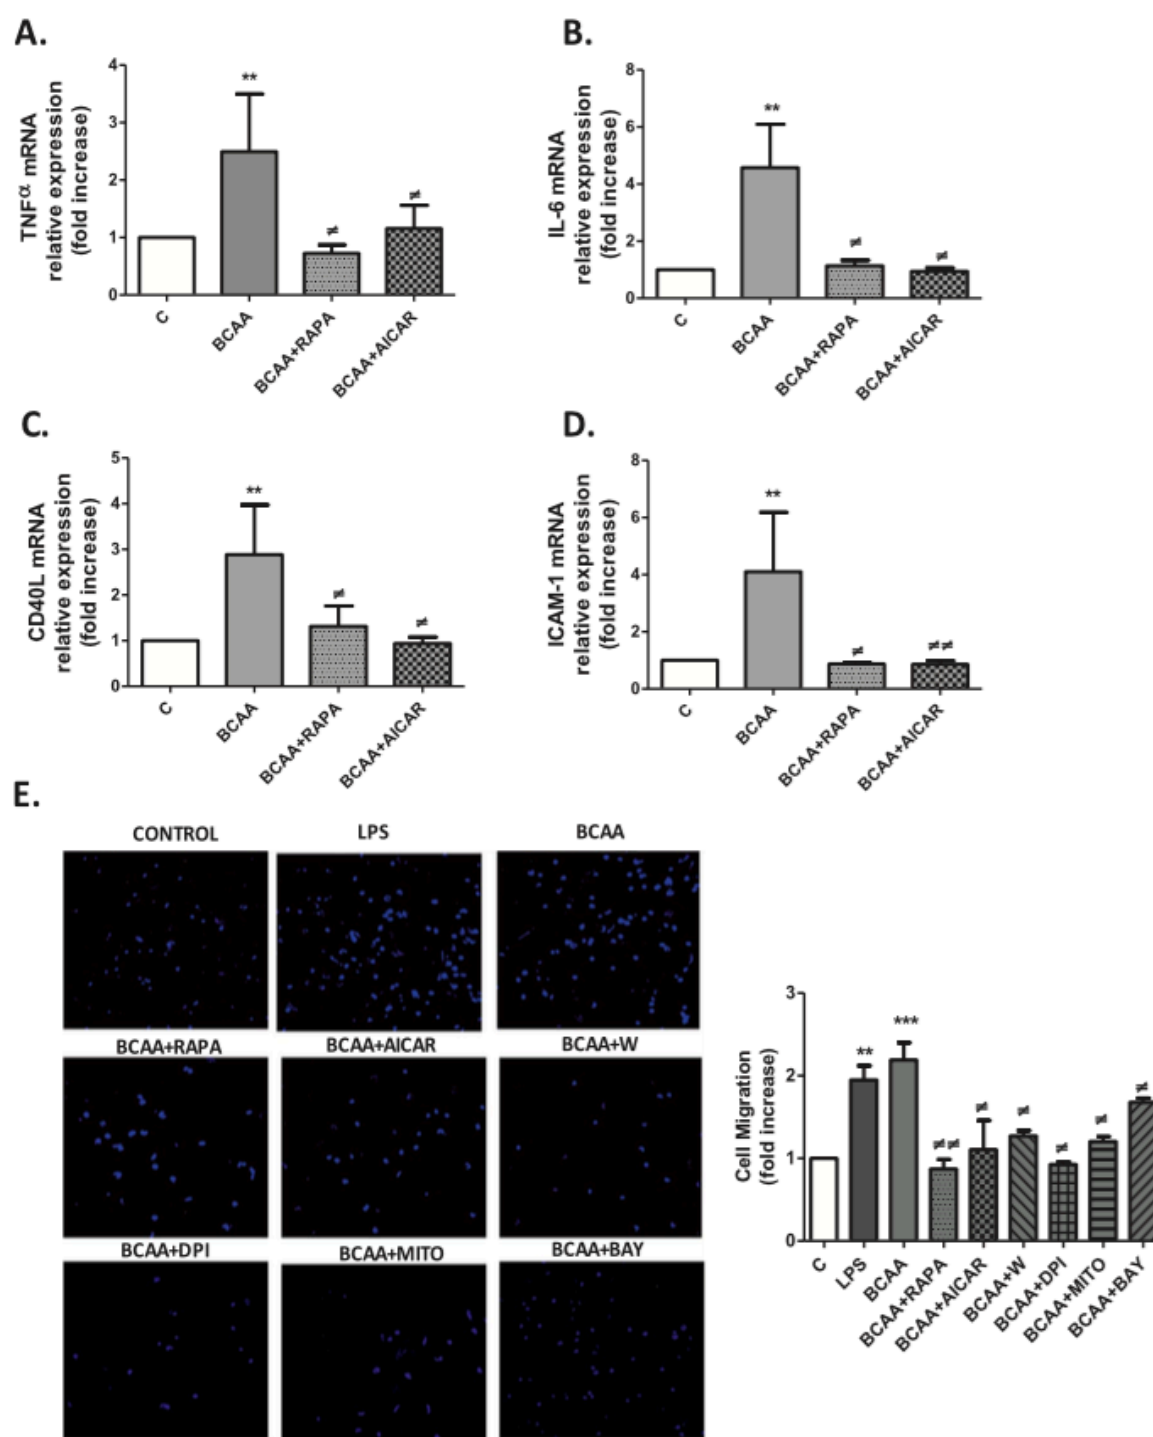 A.
TNFα mRNA
relative expression
(fold increase)
4
3
2
1
0
**
≠
≠
C
BCAA
BCAA+RAPA
BCAA+AICAR
B.
IL-6 mRNA
relative expression
(fold increase)
8
6
4
2
0
**
≠
≠
C
BCAA
BCAA+RAPA
BCAA+AICAR
C.
CD40L mRNA
relative expression
(fold increase)
5
4
3
2
1
0
**
≠
≠
C
BCAA
BCAA+RAPA
BCAA+AICAR
D.
ICAM-1 mRNA
relative expression
(fold increase)
8
6
4
2
0
**
≠
≠≠
C
BCAA
BCAA+RAPA
BCAA+AICAR
E.
CONTROL LPS BCAA
BCAA+RAPA BCAA+AICAR BCAA+W
BCAA+DPI BCAA+MITO BCAA+BAY
Cell Migration
(fold increase)
3
2
1
0
**
***
≠≠
≠
≠
≠
≠
≠
C
LPS
BCAA
BCAA+RAPA
BCAA+AICAR
BCAA+W
BCAA+DPI
BCAA+MITO
BCAA+BAY